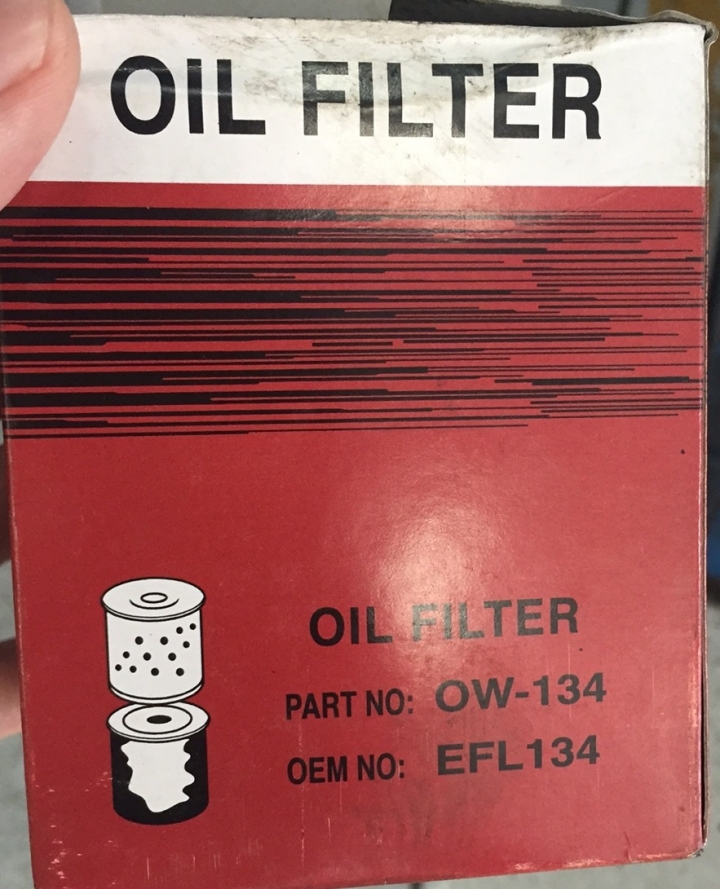 OIL FILTER
OIL FILTER
PART NO: OW-134
OEM NO: EFL134